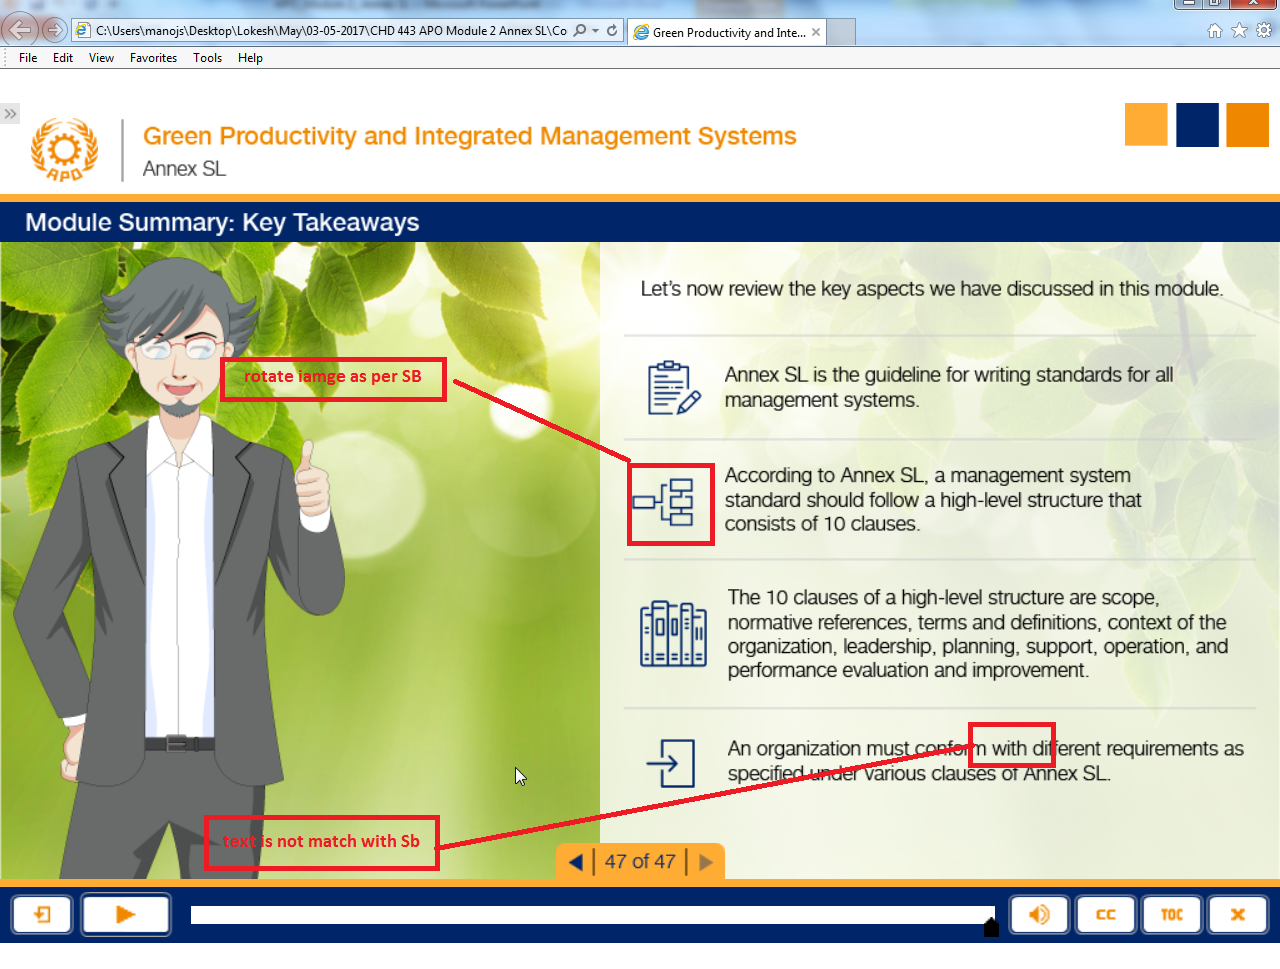 C:\Users\manojs\Desktop\Lokesh\May\03-05-2017\CHD 443 APO Module 2 Annex SL\Co
Green Productivity and Inte...
File Edit View Favorites Tools Help
APO
Green Productivity and Integrated Management Systems
Annex SL
Module Summary: Key Takeaways
Let's now review the key aspects we have discussed in this module.
rotate iamge as per SB
Annex SL is the guideline for writing standards for all
management systems.
According to Annex SL, a management system
standard should follow a high-level structure that
consists of 10 clauses.
The 10 clauses of a high-level structure are scope,
normative references, terms and definitions, context of the
organization, leadership, planning, support, operation, and
performance evaluation and improvement.
An organization must conform with different requirements as
specified under various clauses of Annex SL.
text is not match with Sb
47 of 47
CC
TOC